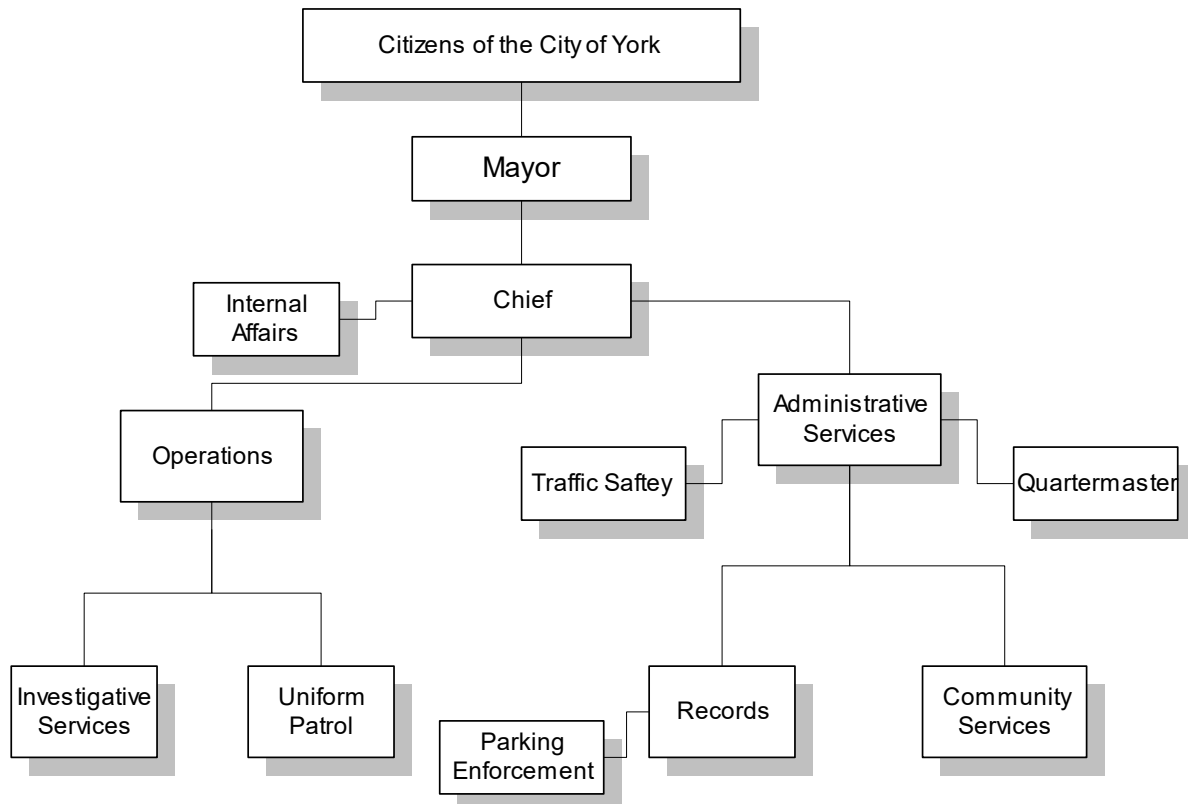 Citizens of the City of York
Mayor
Chief
Internal
Affairs
Administrative
Services
Operations
Traffic Saftey
Quartermaster
Investigative
Services
Uniform
Patrol
Records
Community
Services
Parking
Enforcement